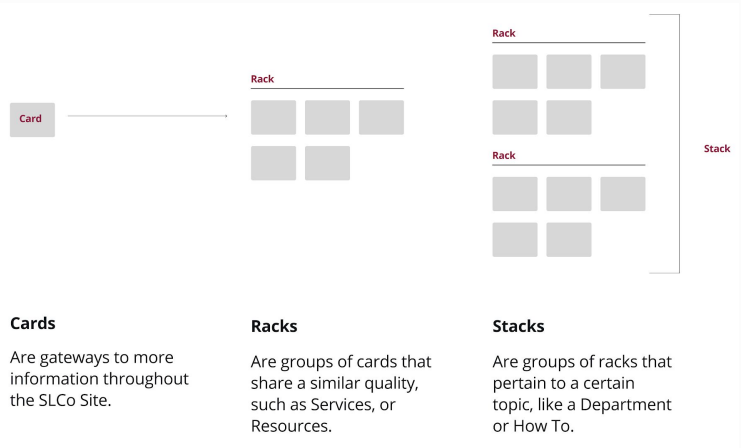 Card
Rack
Rack
Rack
Stack
Cards
Are gateways to more
information throughout
the SLCo Site.
Racks
Are groups of cards that
share a similar quality,
such as Services, or
Resources.
Stacks
Are groups of racks that
pertain to a certain
topic, like a Department
or How To.